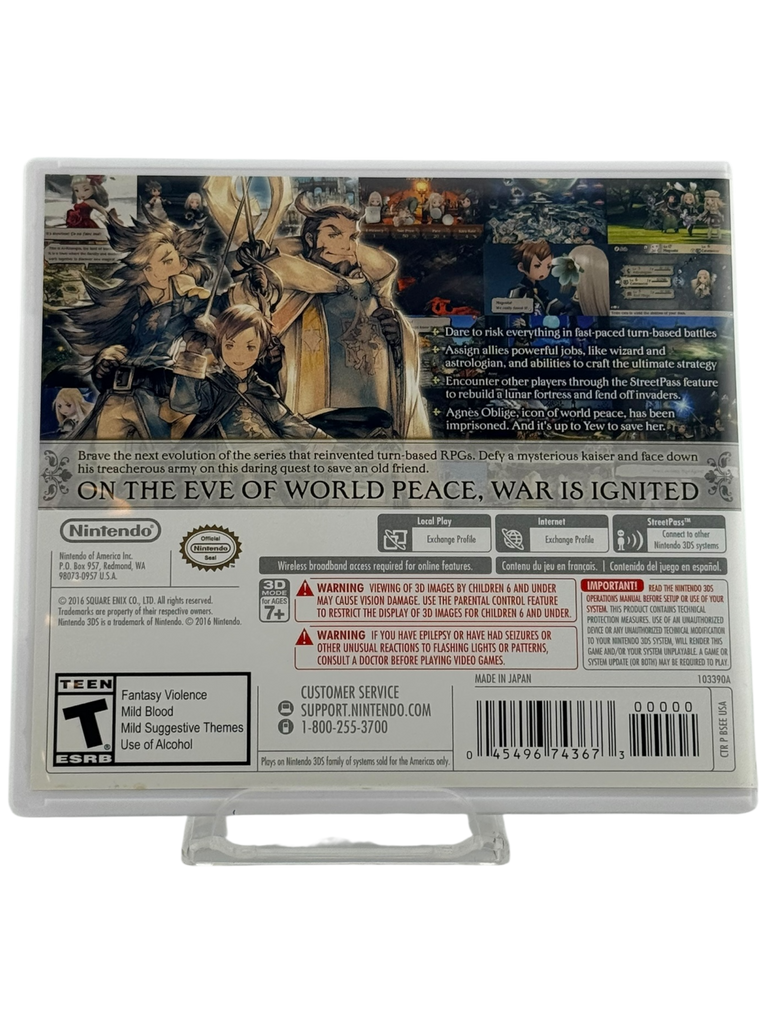 + Dare to risk everything in fast-paced turn-based battles
+ Assign allies powerful jobs, like wizard and
astrologian, and abilities to craft the ultimate strategy
+ Encounter other players through the StreetPass feature
to rebuild a lunar fortress and fend off invaders.
+ Agnès Oblige, icon of world peace, has been
imprisoned. And it's up to Yew to save her.
Brave the next evolution of the series that reinvented turn-based RPGs. Defy a mysterious kaiser and face down
his treacherous army on this daring quest to save an old friend.
ON THE EVE OF WORLD PEACE, WAR IS IGNITED
Nintendo®
Nintendo of America Inc.
P.O. Box 957, Redmond, WA
98073-0957 U.S.A.
Official
Nintendo
Seal
Local Play
Exchange Profile
Internet
Exchange Profile
StreetPass™
Connect to other
Nintendo 3DS systems
Wireless broadband access required for online features.
Contenu du jeu en français.
Contenido del juego en español.
© 2016 SQUARE ENIX CO., LTD. All rights reserved.
Trademarks are property of their respective owners.
Nintendo 3DS is a trademark of Nintendo. © 2016 Nintendo.
3D
MODE
for AGES
7+
WARNING VIEWING OF 3D IMAGES BY CHILDREN 6 AND UNDER
MAY CAUSE VISION DAMAGE. USE THE PARENTAL CONTROL FEATURE
TO RESTRICT THE DISPLAY OF 3D IMAGES FOR CHILDREN 6 AND UNDER.
WARNING IF YOU HAVE EPILEPSY OR HAVE HAD SEIZURES OR
OTHER UNUSUAL REACTIONS TO FLASHING LIGHTS OR PATTERNS,
CONSULT A DOCTOR BEFORE PLAYING VIDEO GAMES.
IMPORTANT! READ THE NINTENDO 3DS
OPERATIONS MANUAL BEFORE SETUP OR USE OF YOUR
SYSTEM. THIS PRODUCT CONTAINS TECHNICAL
PROTECTION MEASURES. USE OF AN UNAUTHORIZED
DEVICE OR ANY UNAUTHORIZED TECHNICAL MODIFICATION
TO YOUR NINTENDO 3DS SYSTEM, WILL RENDER THIS
GAME AND/OR YOUR SYSTEM UNPLAYABLE. A GAME OR
SYSTEM UPDATE (OR BOTH) MAY BE REQUIRED TO PLAY.
TEEN
T®
ESRB
Fantasy Violence
Mild Blood
Mild Suggestive Themes
Use of Alcohol
CUSTOMER SERVICE
SUPPORT.NINTENDO.COM
1-800-255-3700
Plays on Nintendo 3DS family of systems sold for the Americas only.
MADE IN JAPAN
103390A
0 45496 74367 3
00000
CTR P BSEE USA